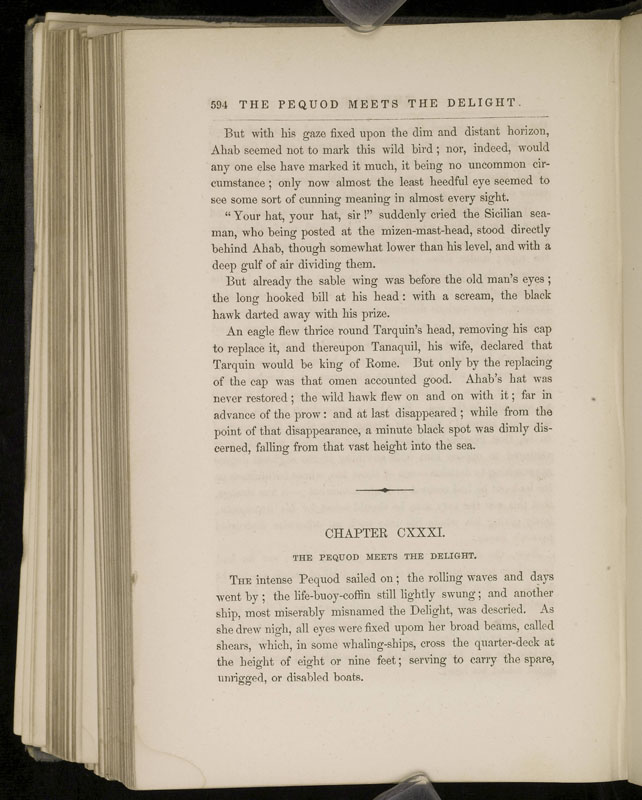 594 THE PEQUOD MEETS THE DELIGHT.
But with his gaze fixed upon the dim and distant horizon,
Ahab seemed not to mark this wild bird; nor, indeed, would
any one else have marked it much, it being no uncommon cir-
cumstance; only now almost the least heedful eye seemed to
see some sort of cunning meaning in almost every sight.
"Your hat, your hat, sir!" suddenly cried the Sicilian sea-
man, who being posted at the mizen-mast-head, stood directly
behind Ahab, though somewhat lower than his level, and with a
deep gulf of air dividing them.
But already the sable wing was before the old man's eyes;
the long hooked bill at his head: with a scream, the black
hawk darted away with his prize.
An eagle flew thrice round Tarquin's head, removing his cap
to replace it, and thereupon Tanaquil, his wife, declared that
Tarquin would be king of Rome. But only by the replacing
of the cap was that omen accounted good. Ahab's hat was
never restored; the wild hawk flew on and on with it; far in
advance of the prow: and at last disappeared; while from the
point of that disappearance, a minute black spot was dimly dis-
cerned, falling from that vast height into the sea.
CHAPTER CXXXI.
THE PEQUOD MEETS THE DELIGHT.
THE intense Pequod sailed on; the rolling waves and days
went by; the life-buoy-coffin still lightly swung; and another
ship, most miserably misnamed the Delight, was descried. As
she drew nigh, all eyes were fixed upom her broad beams, called
shears, which, in some whaling-ships, cross the quarter-deck at
the height of eight or nine feet; serving to carry the spare,
unrigged, or disabled boats.